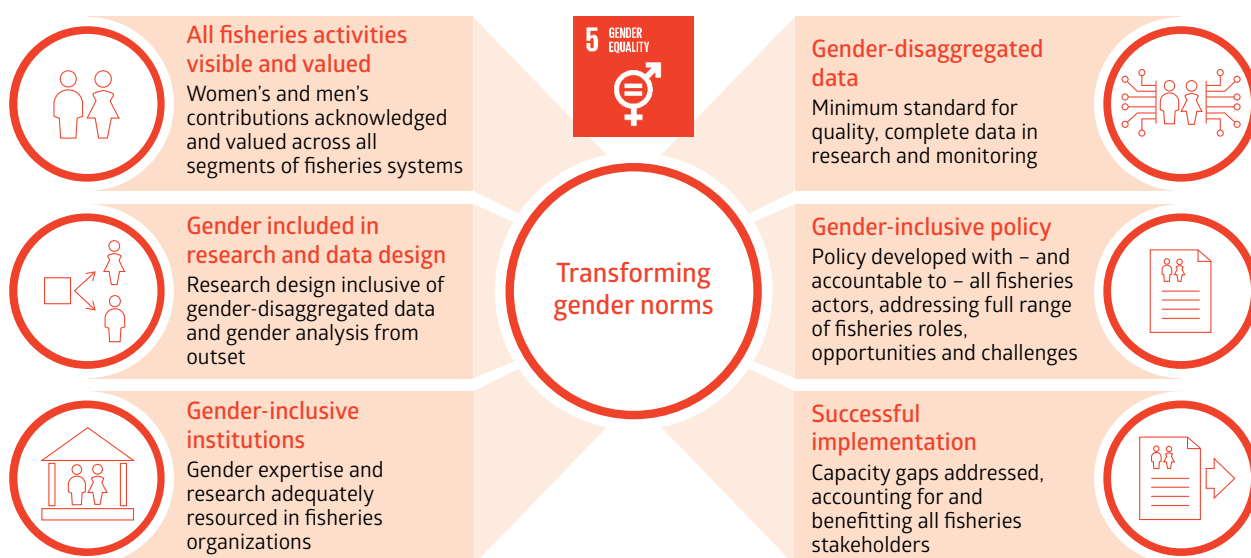 All fisheries activities
visible and valued
Women’s and men’s
contributions acknowledged
and valued across all
segments of fisheries systems
Gender included in
research and data design
Research design inclusive of
gender-disaggregated data
and gender analysis from
outset
Gender-inclusive
institutions
Gender expertise and
research adequately
resourced in fisheries
organizations
5 GENDER
EQUALITY
Transforming
gender norms
Gender-disaggregated
data
Minimum standard for
quality, complete data in
research and monitoring
Gender-inclusive policy
Policy developed with – and
accountable to – all fisheries
actors, addressing full range
of fisheries roles,
opportunities and challenges
Successful
implementation
Capacity gaps addressed,
accounting for and
benefitting all fisheries
stakeholders